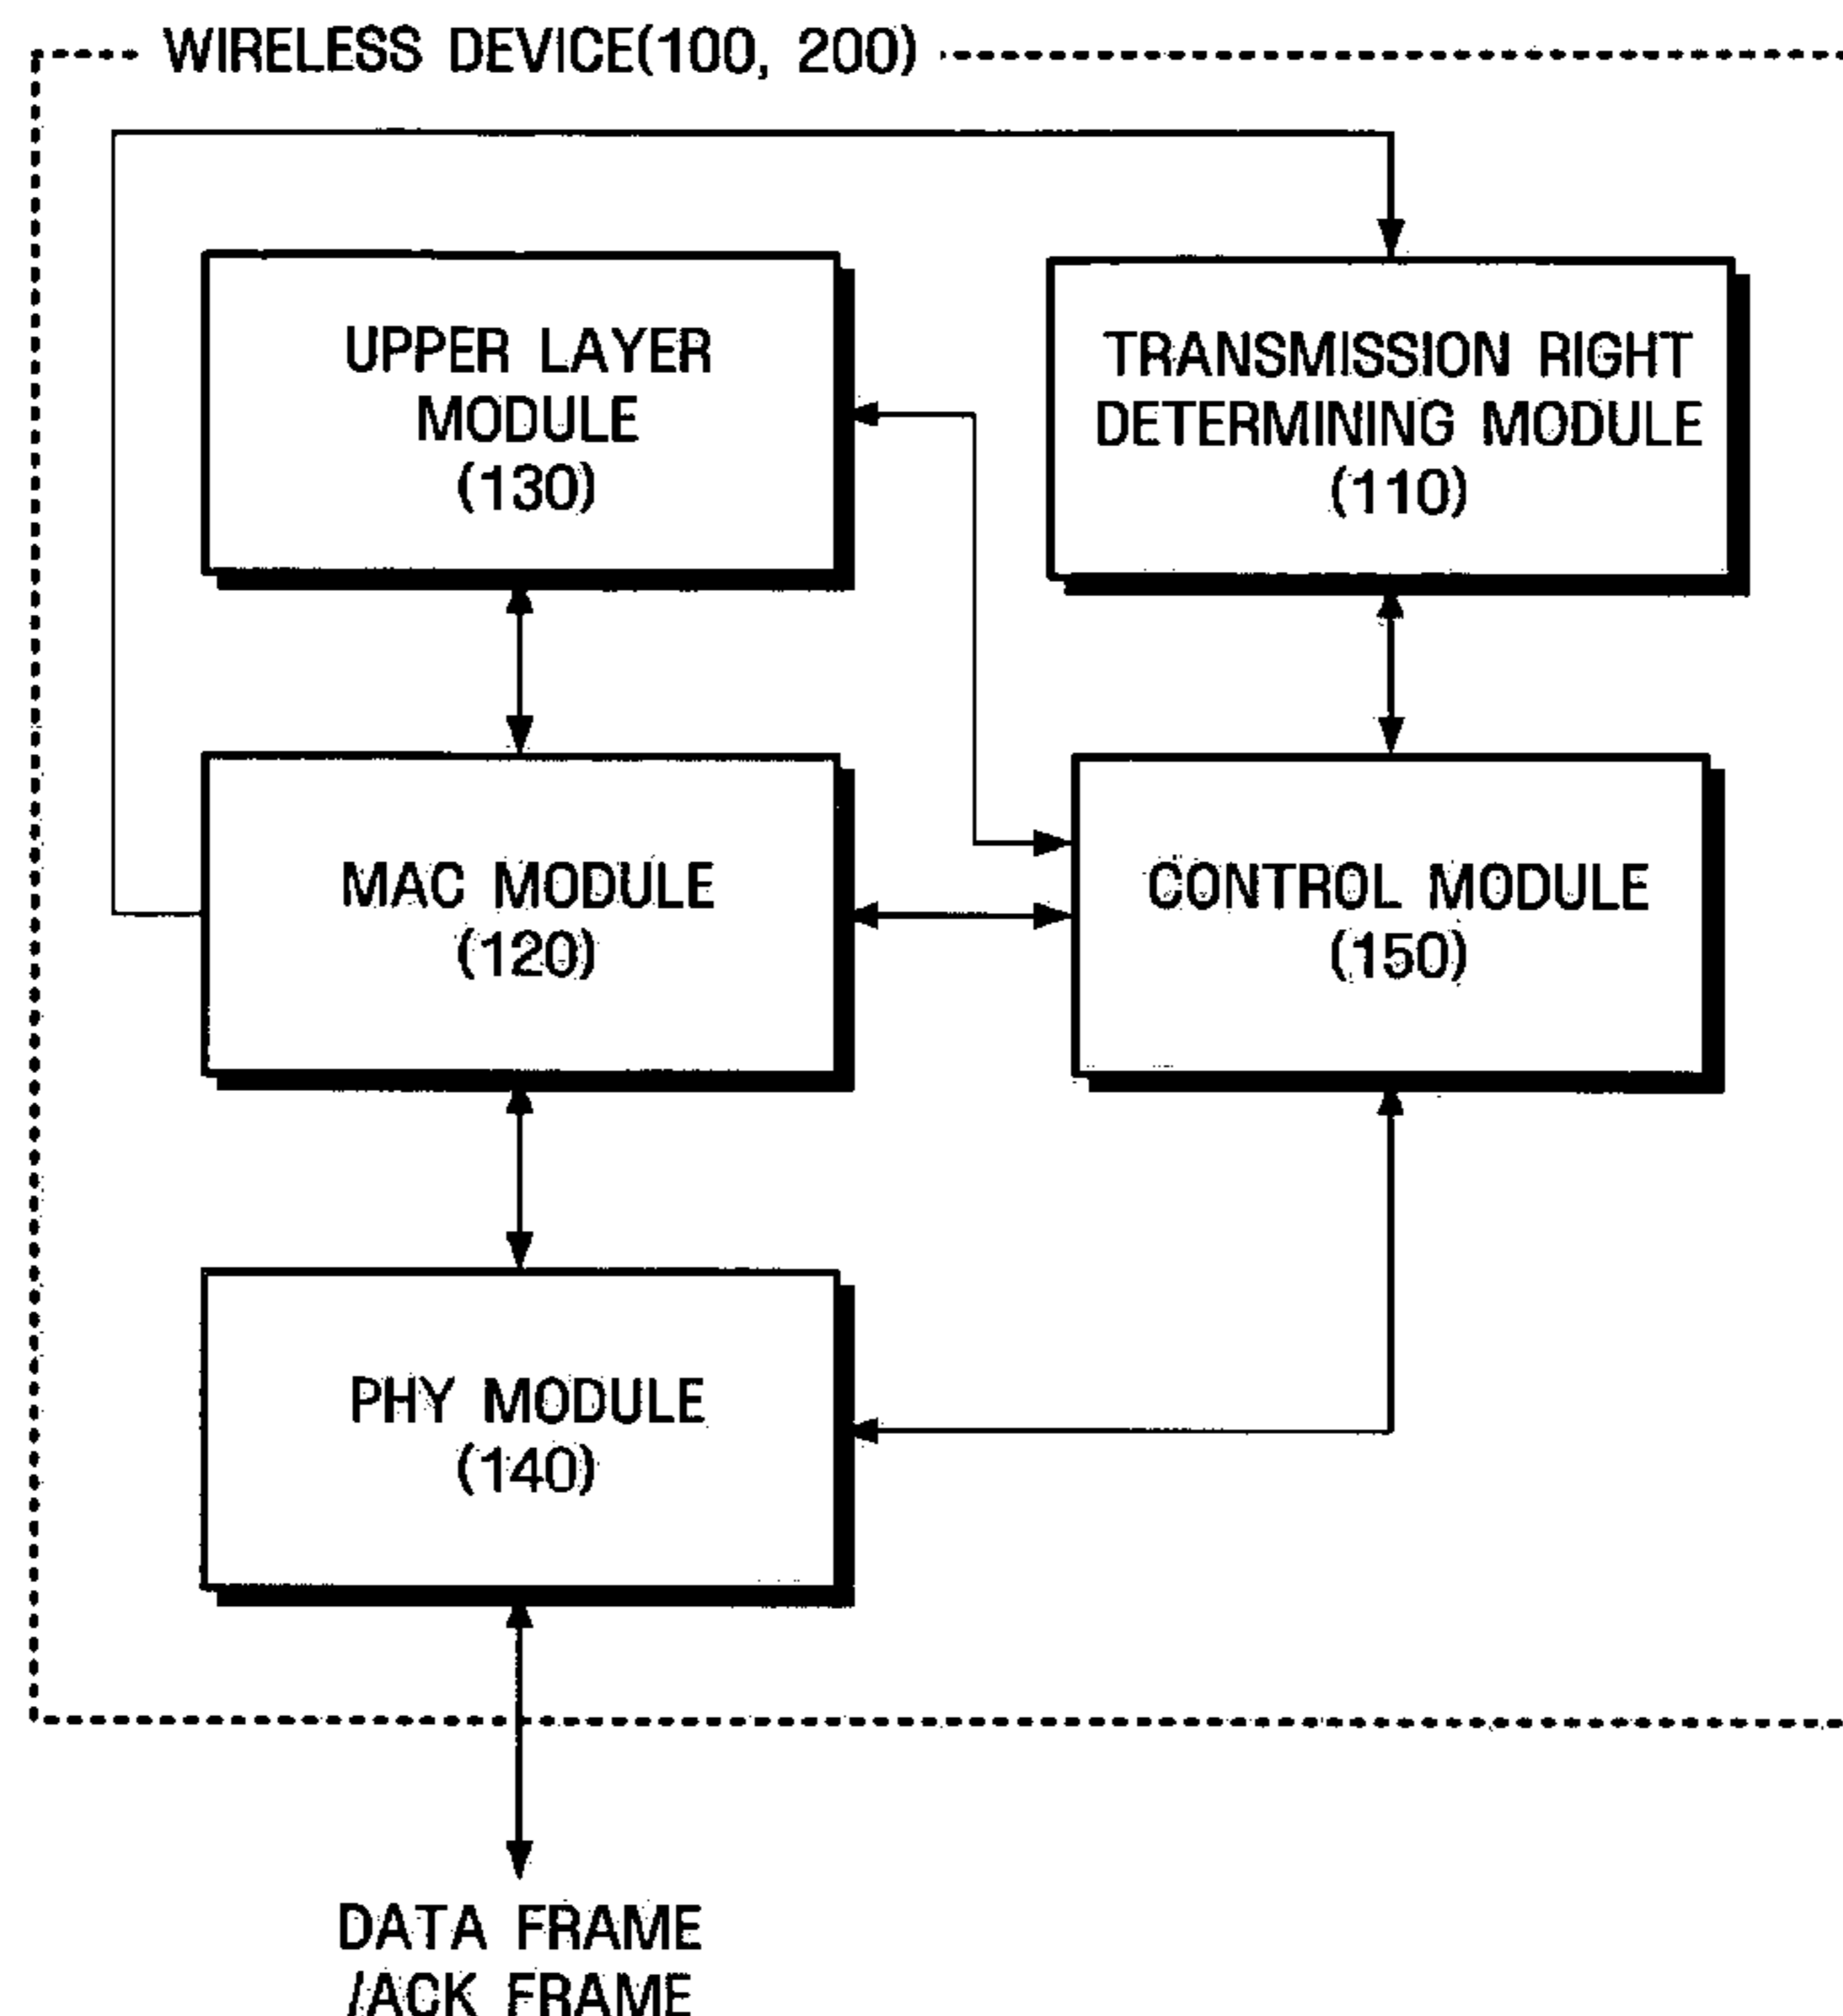 WIRELESS DEVICE(100, 200)
UPPER LAYER
MODULE
(130)
TRANSMISSION RIGHT
DETERMINING MODULE
(110)
MAC MODULE
(120)
CONTROL MODULE
(150)
PHY MODULE
(140)
DATA FRAME
/ACK FRAME